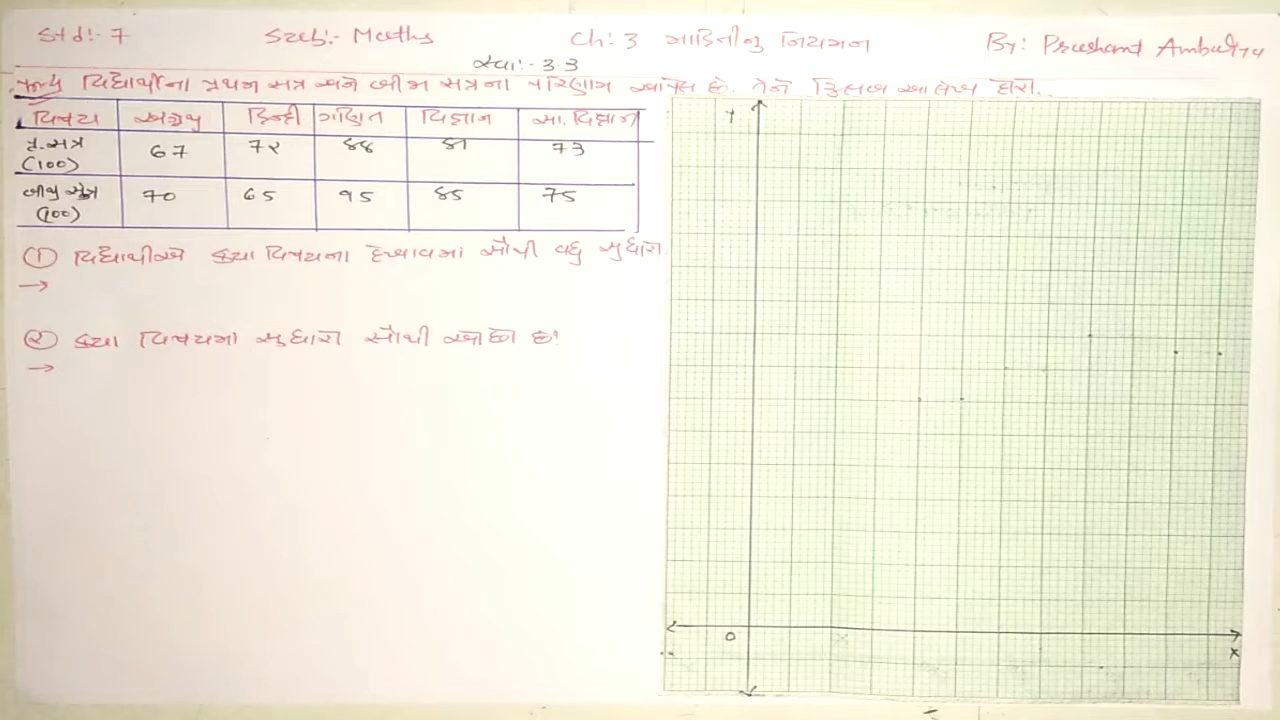 Std:- 7 Sub:- Maths Ch: 3 માહિતીનુ નિયમન By: Prashant Ambaliya
સ્વા:- 3.3
વિદ્યાર્થીના પ્રથમ સત્ર અને બીજા સત્રના પરિણામ આપેલ છે. તેને દ્વિલંબ આલેખ દોરો.
વિષય અંગ્રેજી હિન્દી ગણિત વિજ્ઞાન સા. વિજ્ઞાન
પ્ર. સત્ર (100) 67 72 88 81 73
બીજુ સત્ર (100) 70 65 95 85 75
① વિદ્યાર્થીએ કયા વિષયના દેખાવમાં સૌથી વધુ સુધારો
→
② કયા વિષયમાં સુધારો સૌથી ઓછો છે?
→
Y
O
X